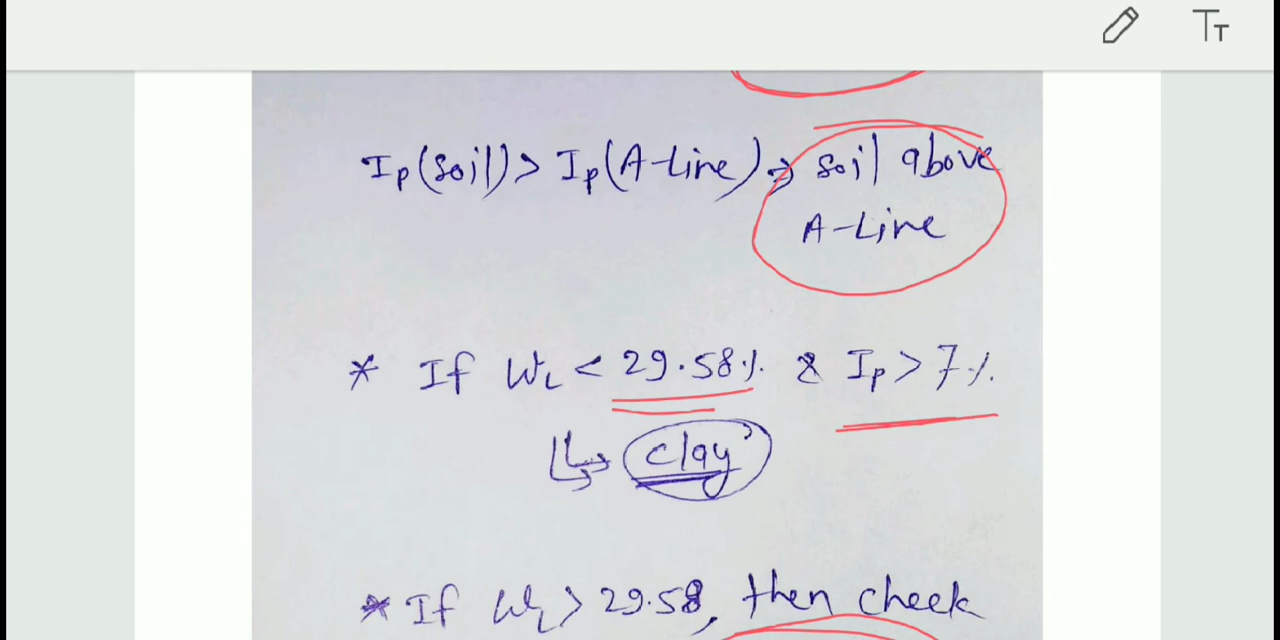 Tт
Ip(Soil) > Ip(A-Line) ⇒ soil above
A-Line
* If WL < 29.58% & Ip > 7%
↳ clay
* If WL > 29.58, then check